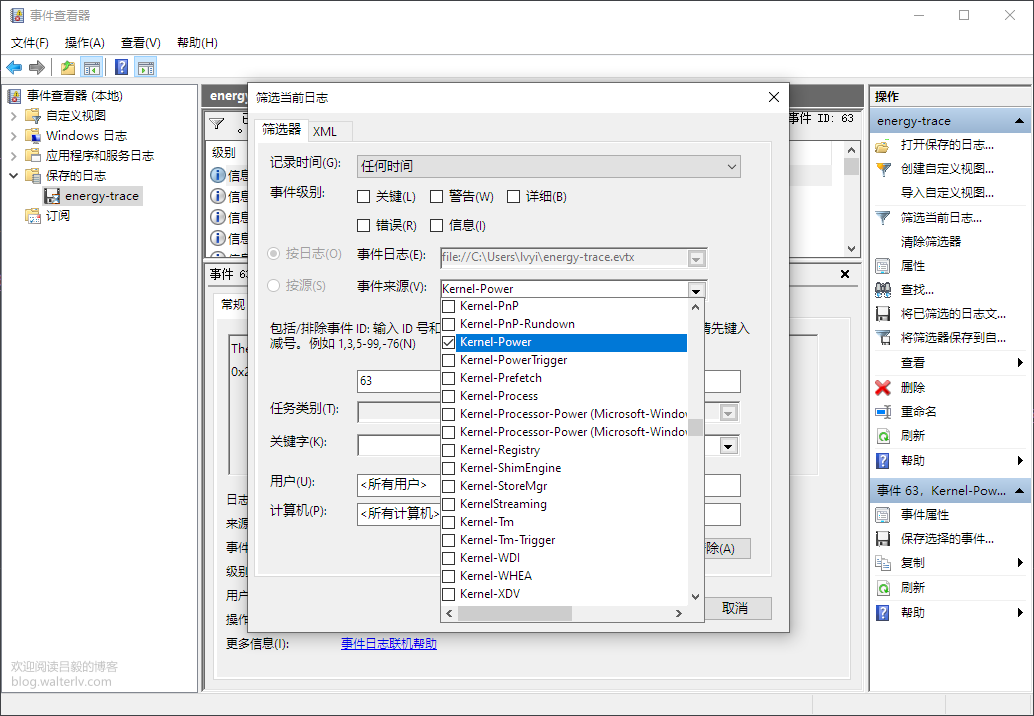 事件查看器
文件(F) 操作(A) 查看(V) 帮助(H)
事件查看器 (本地)
自定义视图
Windows 日志
应用程序和服务日志
保存的日志
energy-trace
订阅
energy
事件 ID: 63
级别
信息
信息
信息
信息
事件 63
常规
The
0x2
日志
来源
事件
级别
用户
操作
更多信息(I): 事件日志联机帮助
筛选当前日志
筛选器 XML
记录时间(G): 任何时间
事件级别: 关键(L) 警告(W) 详细(B)
错误(R) 信息(I)
按日志(O) 事件日志(E): file://C:\Users\lvyi\energy-trace.evtx
按源(S) 事件来源(V): Kernel-Power
包括/排除事件 ID: 输入 ID 号和 请先键入
减号。例如 1,3,5-99,-76(N)
63
任务类别(T):
关键字(K):
用户(U): <所有用户>
计算机(P): <所有计算机>
除(A)
取消
Kernel-PnP
Kernel-PnP-Rundown
Kernel-Power
Kernel-PowerTrigger
Kernel-Prefetch
Kernel-Process
Kernel-Processor-Power (Microsoft-Window
Kernel-Processor-Power (Microsoft-Window
Kernel-Registry
Kernel-ShimEngine
Kernel-StoreMgr
KernelStreaming
Kernel-Tm
Kernel-Tm-Trigger
Kernel-WDI
Kernel-WHEA
Kernel-XDV
操作
energy-trace
打开保存的日志...
创建自定义视图...
导入自定义视图...
筛选当前日志...
清除筛选器
属性
查找...
将已筛选的日志文...
将筛选器保存到自...
查看
删除
重命名
刷新
帮助
事件 63，Kernel-Pow...
事件属性
保存选择的事件...
复制
刷新
帮助
欢迎阅读吕毅的博客
blog.walterlv.com